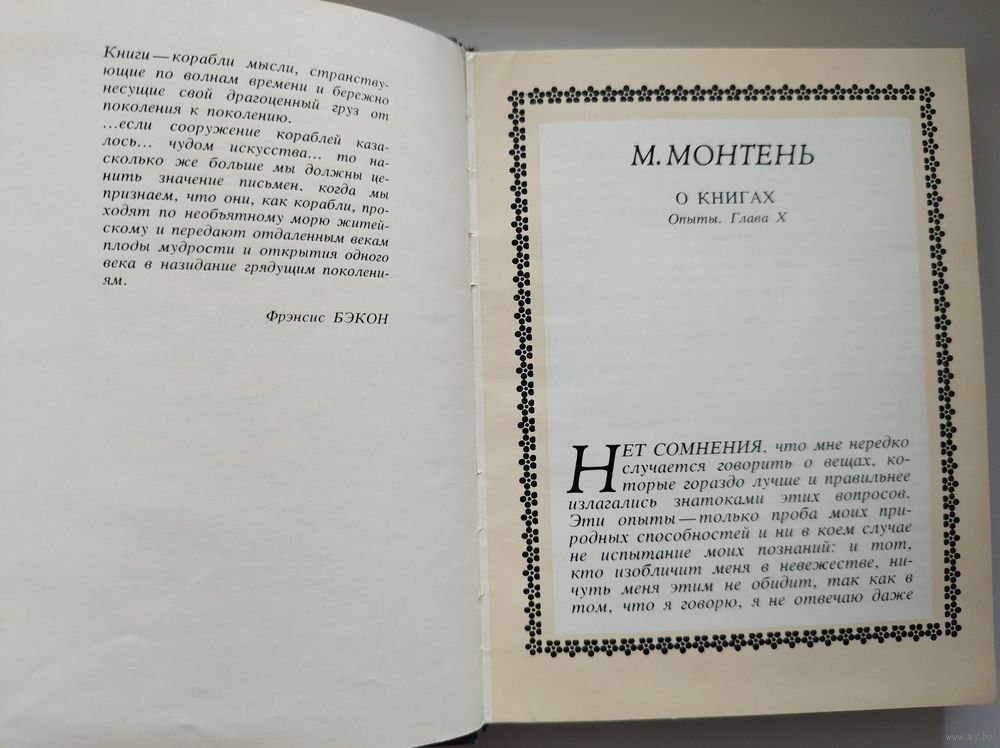 Книги — корабли мысли, странству-
ющие по волнам времени и бережно
несущие свой драгоценный груз от
поколения к поколению.
...если сооружение кораблей каза-
лось... чудом искусства... то на-
сколько же больше мы должны це-
нить значение письмен. когда мы
признаем, что они, как корабли, про-
ходят по необъятному морю житей-
скому и передают отдаленным векам
плоды мудрости и открытия одного
века в назидание грядущим поколени-
ям.
Фрэнсис БЭКОН
М. МОНТЕНЬ
О КНИГАХ
Опыты. Глава X
НЕТ СОМНЕНИЯ. что мне нередко
случается говорить о вещах, ко-
торые гораздо лучше и правильнее
излагались знатоками этих вопросов.
Эти опыты — только проба моих при-
родных способностей и ни в коем случае
не испытание моих познаний: и тот,
кто изобличит меня в невежестве, ни-
чуть меня этим не обидит, так как в
том, что я говорю, я не отвечаю даже
www.ay.by